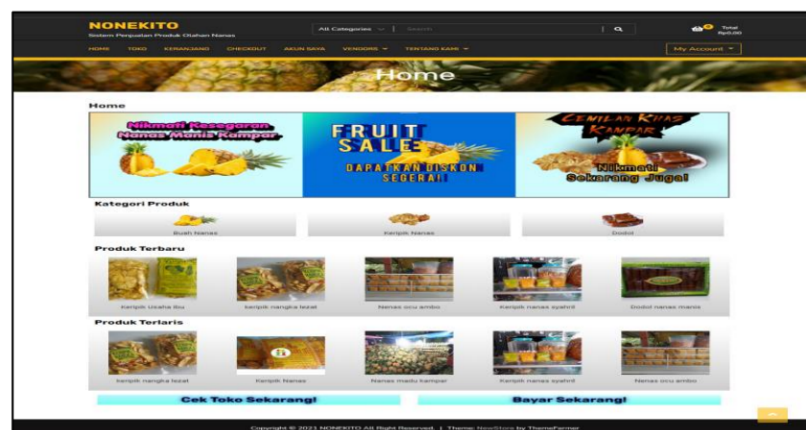 NONEKITO
Sistem Penjualan Produk Olahan Nanas
All Categories
Search
Total
Rp0.00
HOME TOKO KERANJANG CHECKOUT AKUN SAYA VENDORS TENTANG KAMI
My Account
Home
Home
Nikmati Kesegaran
Nanas Manis Kampar
FRUIT
SALE
DAPATKAN DISKON
SEGERA!!
CEMILAN KHAS
KAMPAR
Nikmati
Sekarang Juga!
Kategori Produk
Buah Nanas
Keripik Nanas
Dodol
Produk Terbaru
Keripik Usaha Ibu
keripik nangka lezat
Nenas ocu ambo
Keripik nanas syahril
Dodol nanas manis
Produk Terlaris
keripik nangka lezat
Keripik Nanas
Nanas madu kampar
Keripik nanas syahril
Nenas ocu ambo
Cek Toko Sekarang!
Bayar Sekarang!
Copyright © 2021 NONEKITO All Right Reserved. | Theme: NewStore by ThemeFarmer